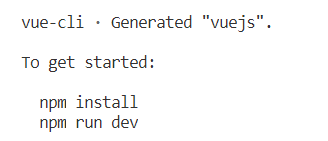 vue-cli · Generated "vuejs".
To get started:
npm install
npm run dev